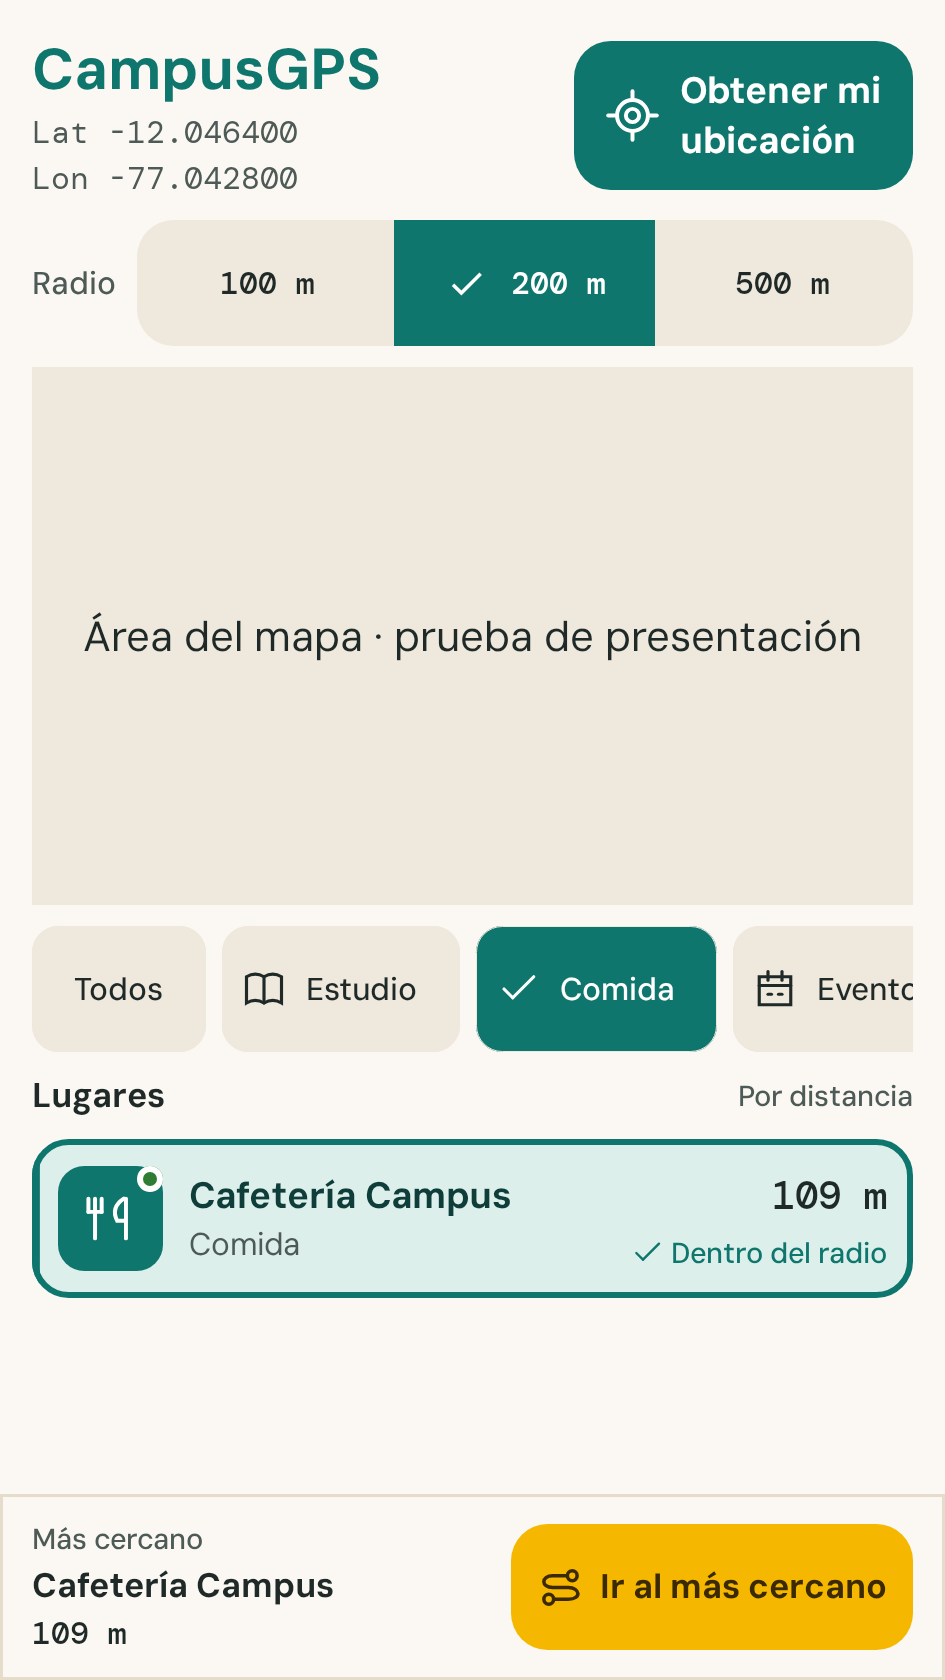 CampusGPS
Lat -12.046400
Lon -77.042800
Obtener mi
ubicación
Radio
100 m
200 m
500 m
Área del mapa · prueba de presentación
Todos
Estudio
Comida
Evento
Lugares
Por distancia
Cafetería Campus
Comida
109 m
Dentro del radio
Más cercano
Cafetería Campus
109 m
Ir al más cercano